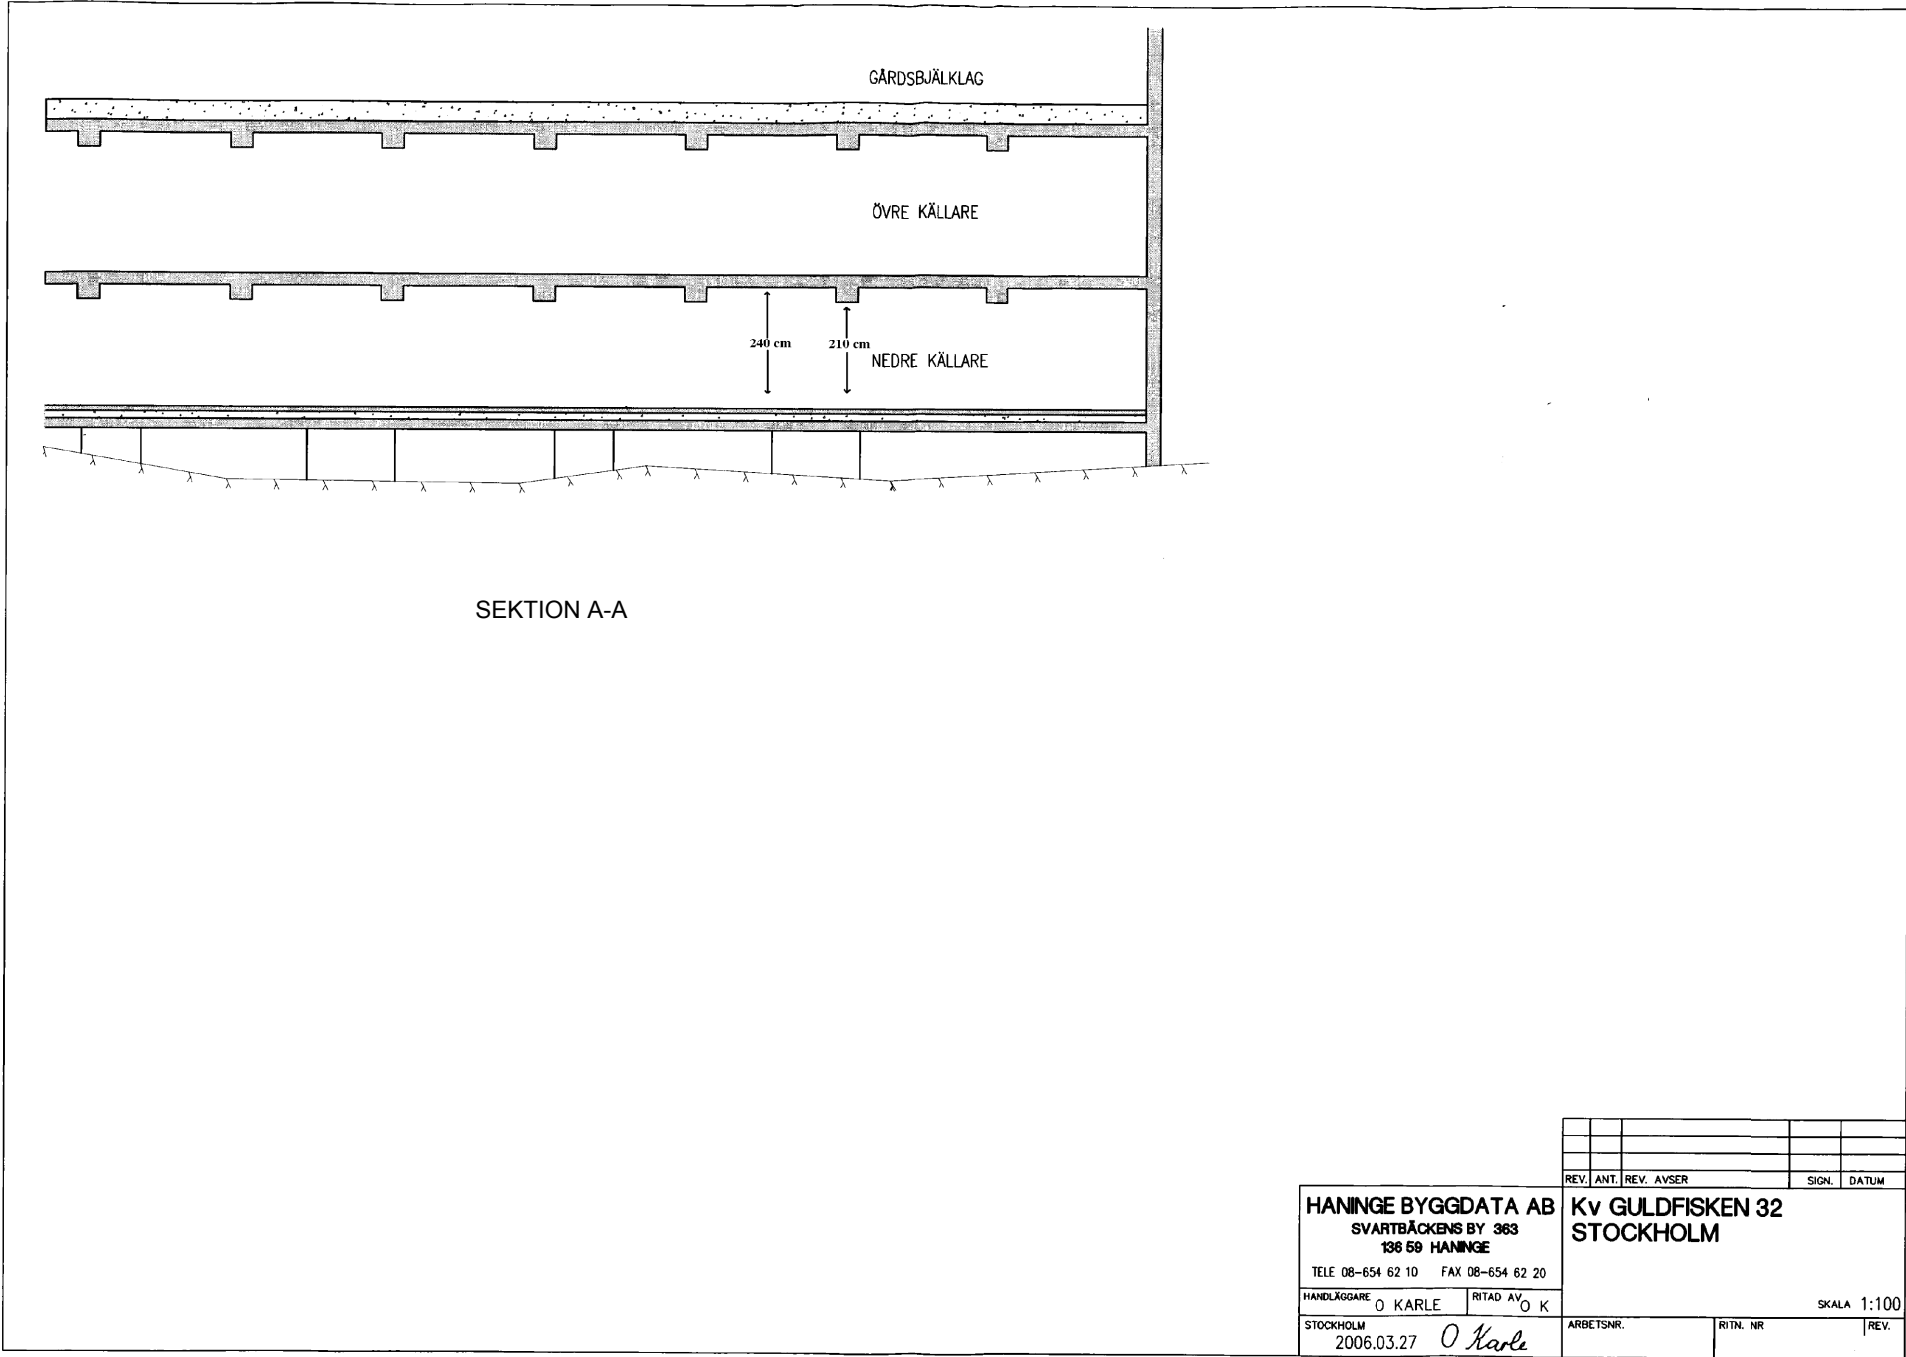 GÅRDSBJÄLKLAG
ÖVRE KÄLLARE
240 cm
210 cm
NEDRE KÄLLARE
SEKTION A-A
REV. ANT. REV. AVSER SIGN. DATUM
HANINGE BYGGDATA AB
SVARTBÄCKENS BY 363
136 59 HANINGE
TELE 08-654 62 10 FAX 08-654 62 20
HANDLÄGGARE O KARLE
RITAD AV O K
STOCKHOLM
2006.03.27 O Karle
Kv GULDFISKEN 32
STOCKHOLM
SKALA 1:100
ARBETSNR. RITN. NR REV.